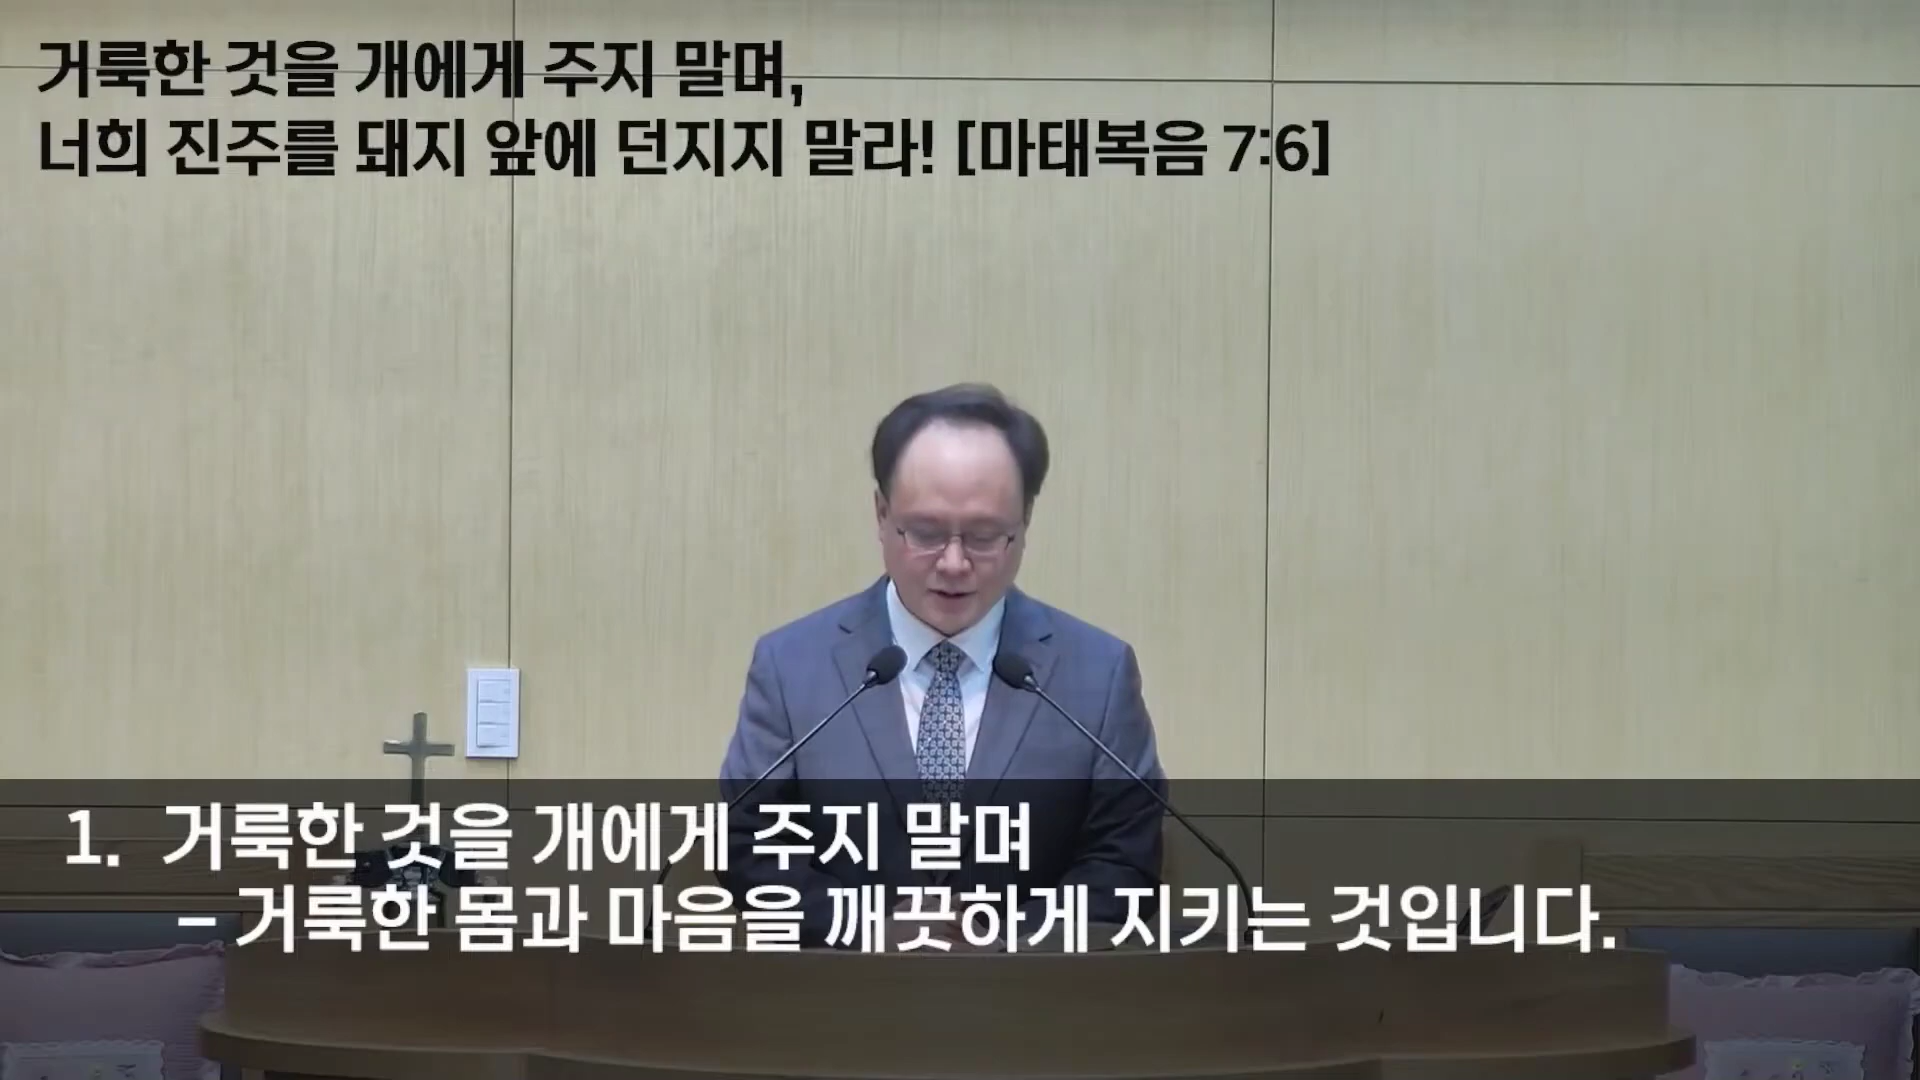 거룩한 것을 개에게 주지 말며,
너희 진주를 돼지 앞에 던지지 말라! [마태복음 7:6]
1. 거룩한 것을 개에게 주지 말며
– 거룩한 몸과 마음을 깨끗하게 지키는 것입니다.